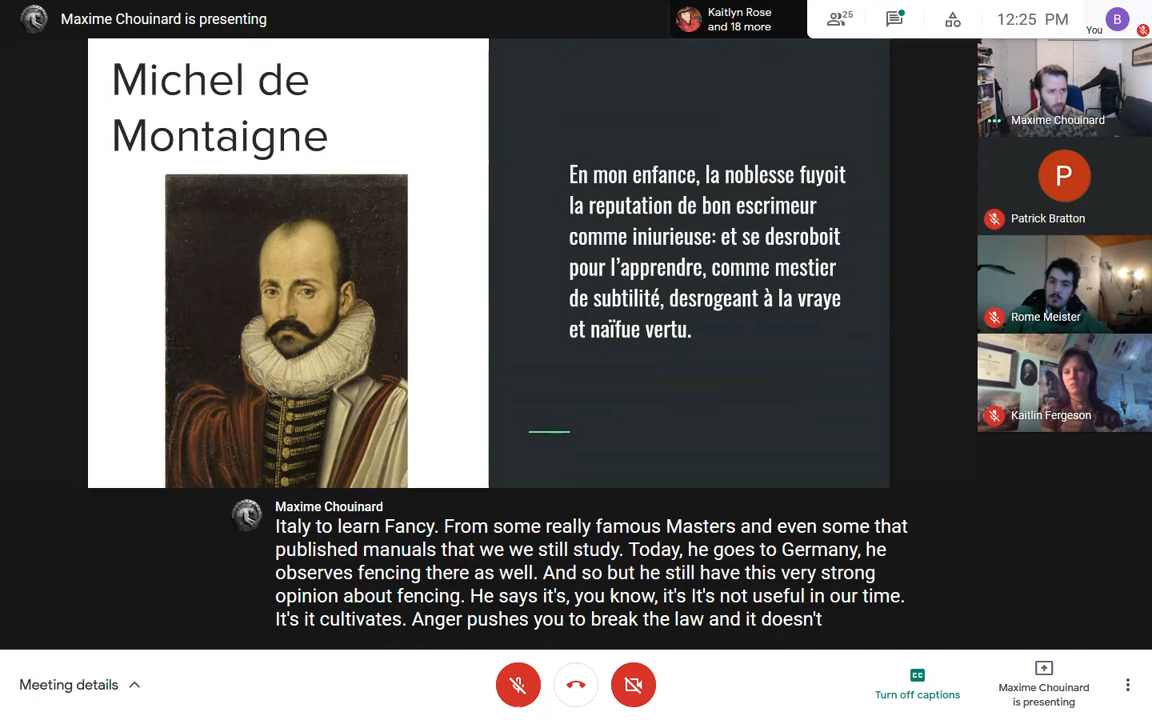 Maxime Chouinard is presenting
Kaitlyn Rose
and 18 more
25
12:25 PM
You
B
Michel de
Montaigne
En mon enfance, la noblesse fuyoit
la reputation de bon escrimeur
comme iniurieuse: et se desroboit
pour l’apprendre, comme mestier
de subtilité, desrogeant à la vraye
et naïfue vertu.
Maxime Chouinard
P
Patrick Bratton
Rome Meister
Kaitlin Fergeson
Maxime Chouinard
Italy to learn Fancy. From some really famous Masters and even some that
published manuals that we we still study. Today, he goes to Germany, he
observes fencing there as well. And so but he still have this very strong
opinion about fencing. He says it's, you know, it's It's not useful in our time.
It's it cultivates. Anger pushes you to break the law and it doesn't
Meeting details
CC
Turn off captions
Maxime Chouinard
is presenting